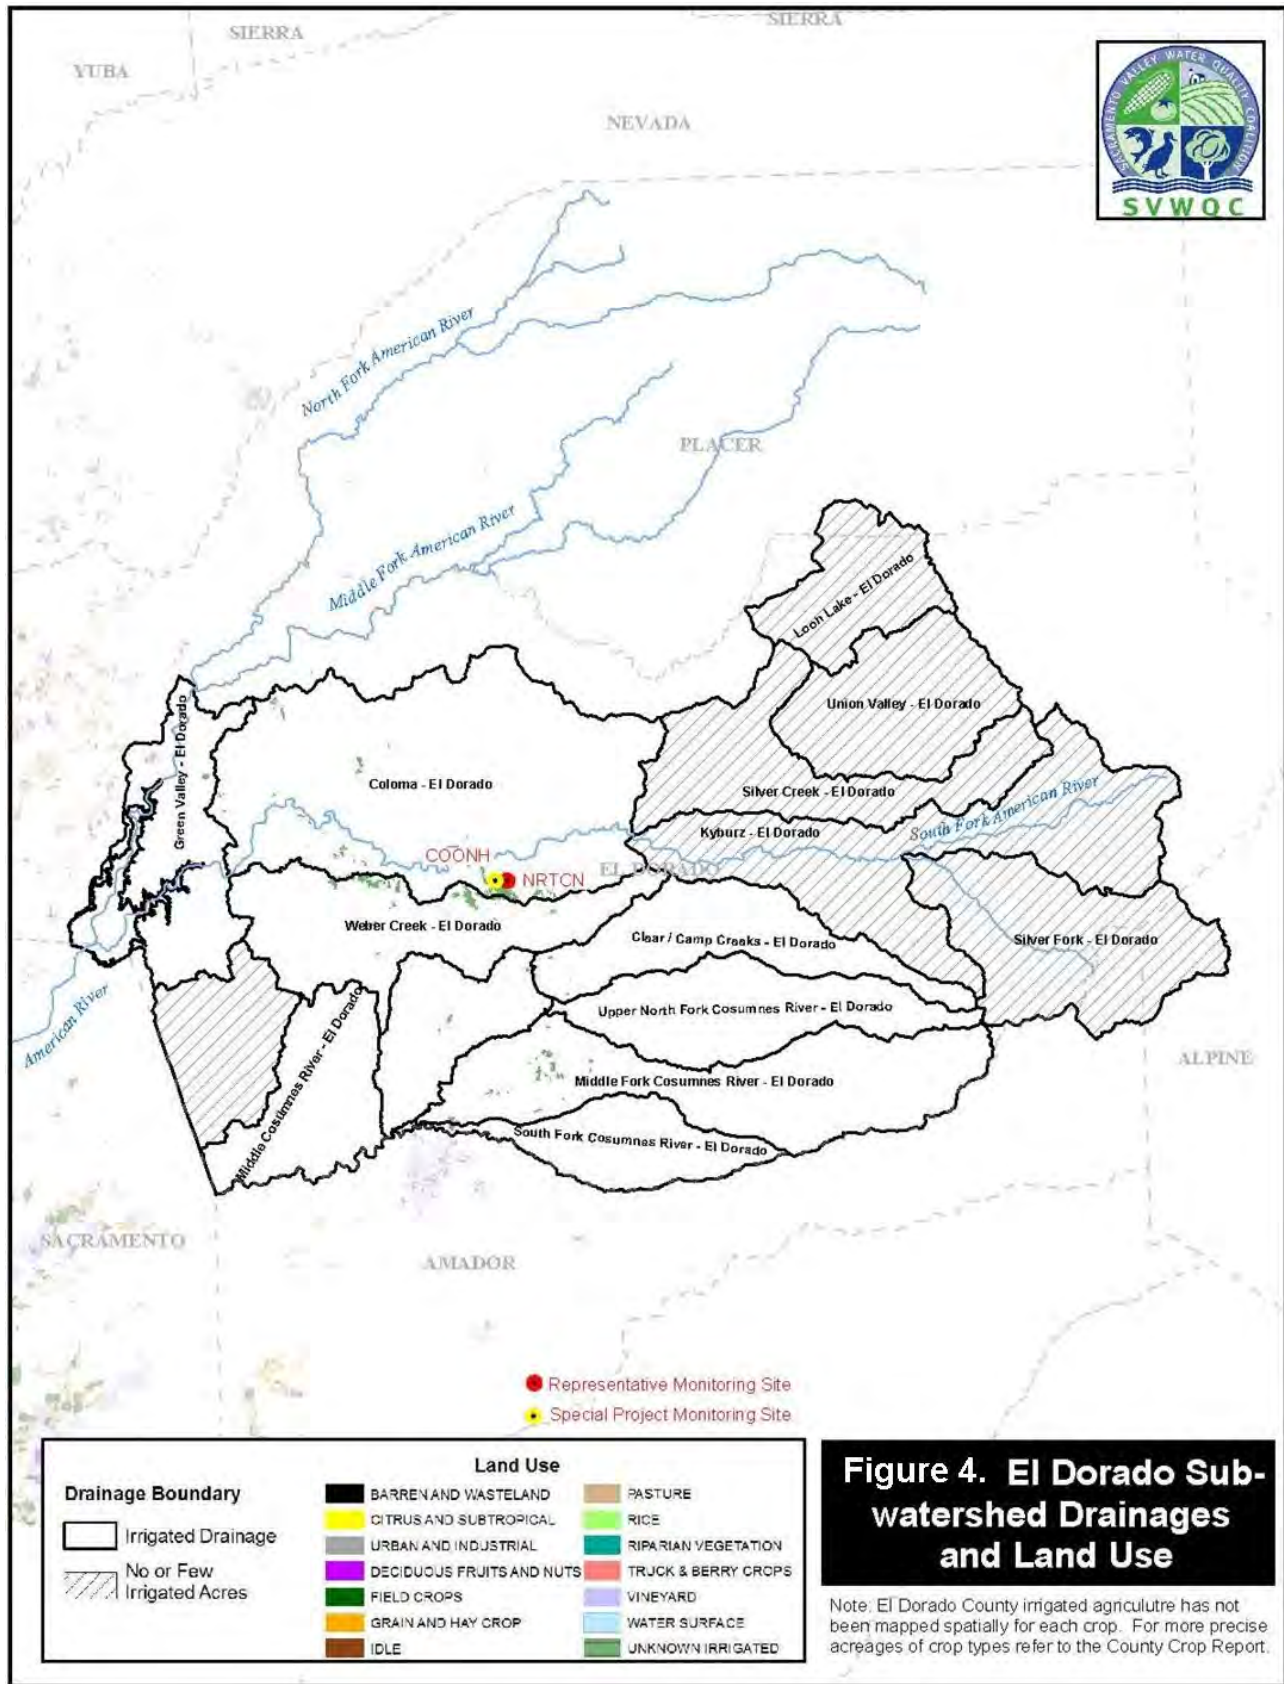 SIERRA
SIERRA
YUBA
NEVADA
SACRAMENTO VALLEY WATER QUALITY COALITION
SVWQC
North Fork American River
PLACER
Middle Fork American River
Looh Lake - El Dorado
Union Valley - El Dorado
Green Valley - El Dorado
Coloma - El Dorado
Silver Creek - El Dorado
South Fork American River
Kyburz - El Dorado
COONH
EL DORADO
NRTCN
Weber Creek - El Dorado
Clear / Camp Creeks - El Dorado
Silver Fork - El Dorado
American River
Upper North Fork Cosumnes River - El Dorado
Middle Cosumnes River - El Dorado
ALPINE
Middle Fork Cosumnes River - El Dorado
South Fork Cosumnes River - El Dorado
SACRAMENTO
AMADOR
Representative Monitoring Site
Special Project Monitoring Site
Drainage Boundary
Irrigated Drainage
No or Few
Irrigated Acres
Land Use
BARREN AND WASTELAND
CITRUS AND SUBTROPICAL
URBAN AND INDUSTRIAL
DECIDUOUS FRUITS AND NUTS
FIELD CROPS
GRAIN AND HAY CROP
IDLE
PASTURE
RICE
RIPARIAN VEGETATION
TRUCK & BERRY CROPS
VINEYARD
WATER SURFACE
UNKNOWN IRRIGATED
Figure 4. El Dorado Sub-
watershed Drainages
and Land Use
Note: El Dorado County irrigated agriculutre has not
been mapped spatially for each crop. For more precise
acreages of crop types refer to the County Crop Report.